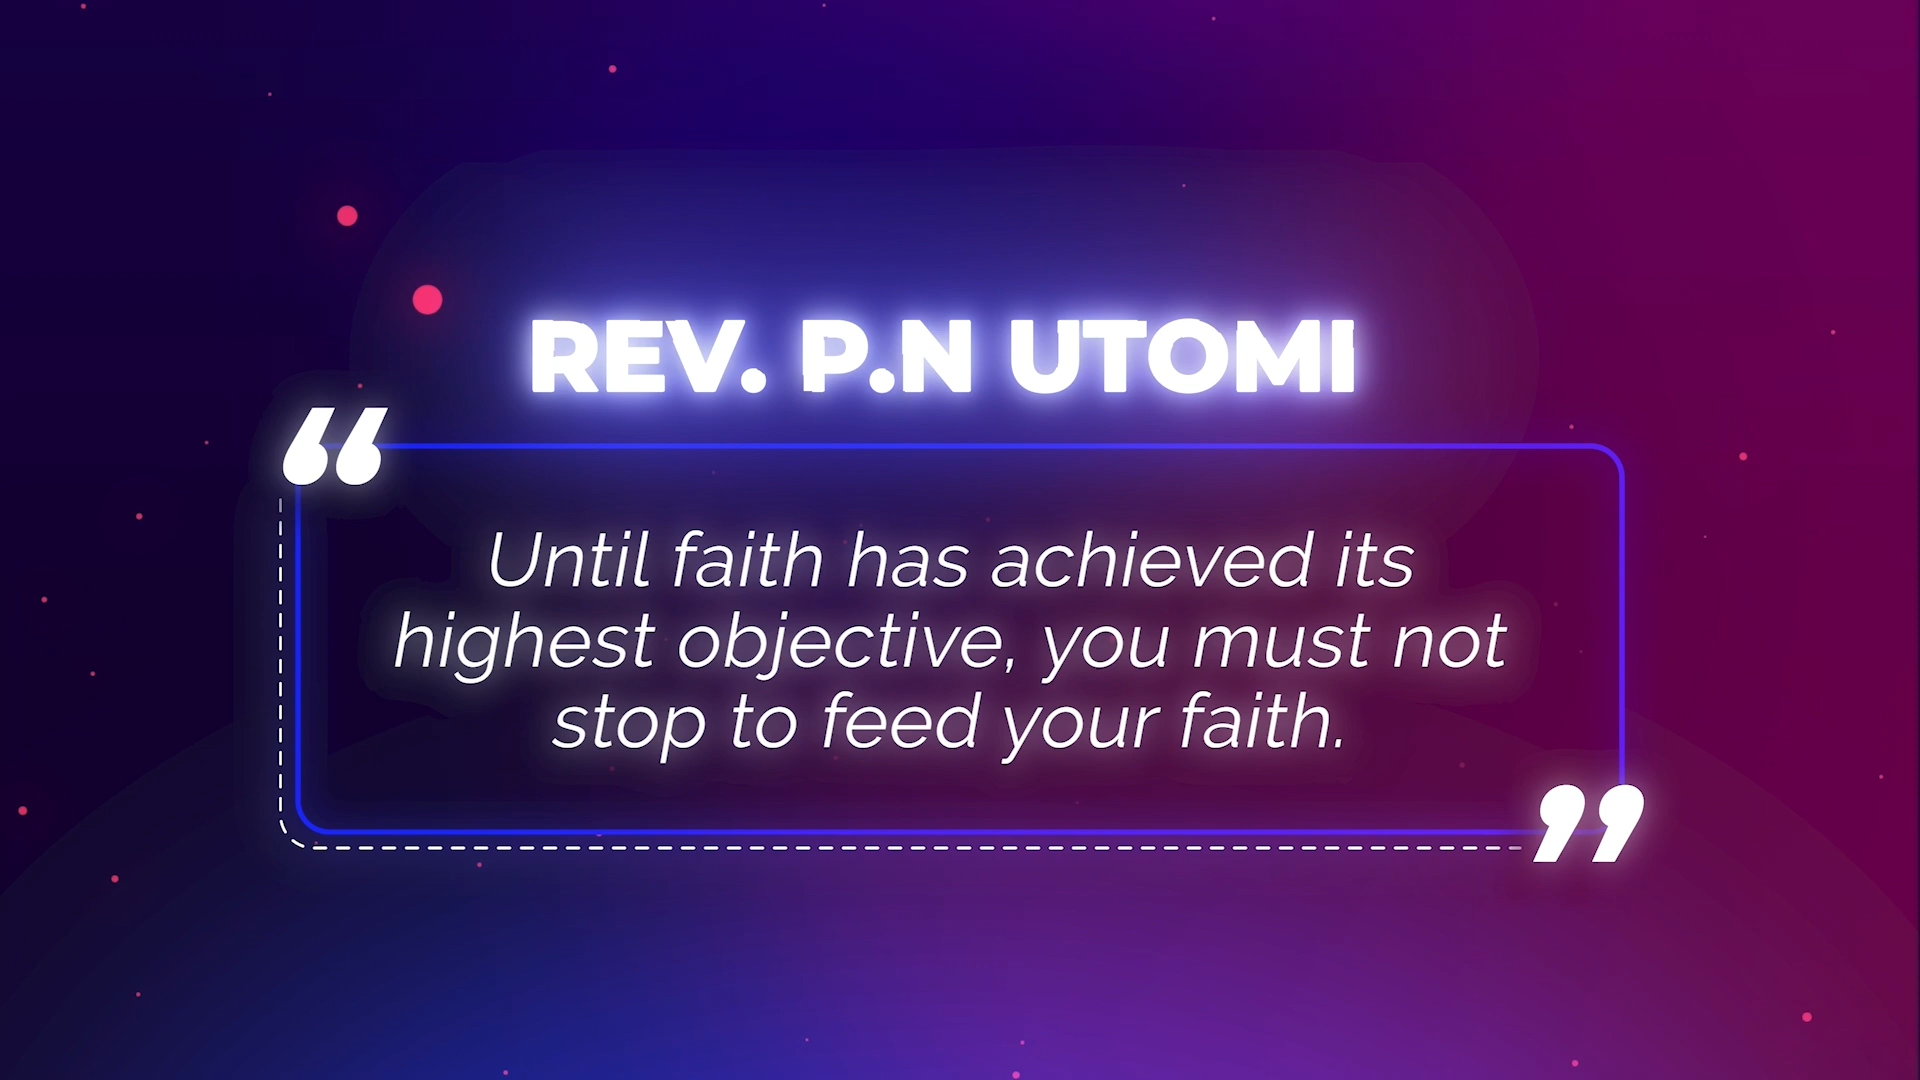 REV. P.N UTOMI
“
Until faith has achieved its
highest objective, you must not
stop to feed your faith.
”